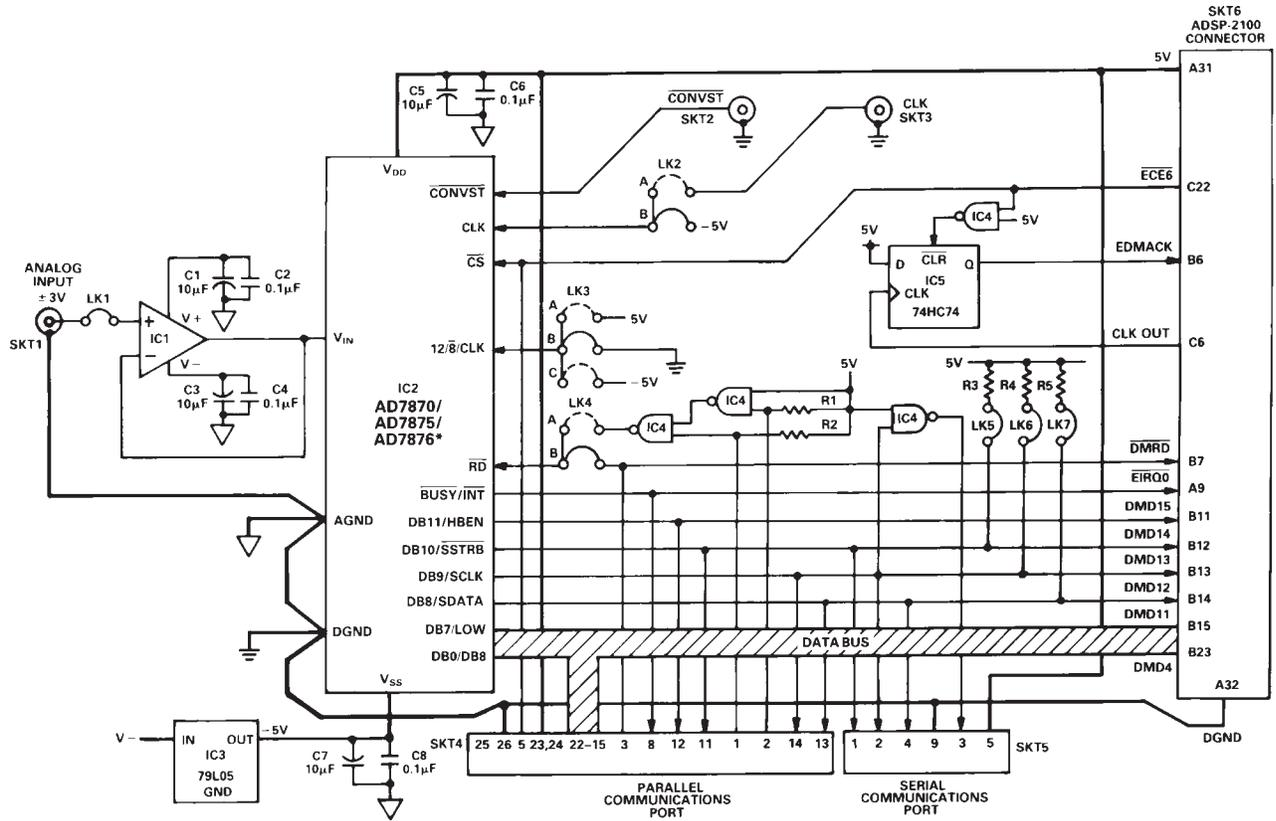 SKT6
ADSP-2100
CONNECTOR
5V
A31
C5
10µF
C6
0.1µF
CONVST
SKT2
CLK
SKT3
VDD
LK2
A
B
-5V
CONVST
CLK
CS
ECE6
C22
IC4
5V
5V
D
CLR
Q
IC5
CLK
74HC74
EDMACK
B6
CLK OUT
C6
ANALOG
INPUT
±3V
LK1
SKT1
C1
10µF
C2
0.1µF
+
V+
IC1
−
V−
C3
10µF
C4
0.1µF
VIN
IC2
AD7870/
AD7875/
AD7876*
12/8/CLK
LK3
A
5V
B
C
-5V
LK4
A
B
IC4
IC4
5V
R1
R2
IC4
5V
R3
R4
R5
LK5
LK6
LK7
RD
DMRD
B7
BUSY/INT
EIRQ0
A9
AGND
DB11/HBEN
DMD15
B11
DB10/SSTRB
DMD14
B12
DB9/SCLK
DMD13
B13
DB8/SDATA
DMD12
B14
DGND
DB7/LOW
DMD11
B15
DATA BUS
DB0/DB8
B23
DMD4
VSS
A32
DGND
V−
IN
OUT
-5V
IC3
79L05
GND
C7
10µF
C8
0.1µF
SKT4
25
26
5
23,24
22-15
3
8
12
11
1
2
14
13
1
2
4
9
3
5
SKT5
PARALLEL
COMMUNICATIONS
PORT
SERIAL
COMMUNICATIONS
PORT